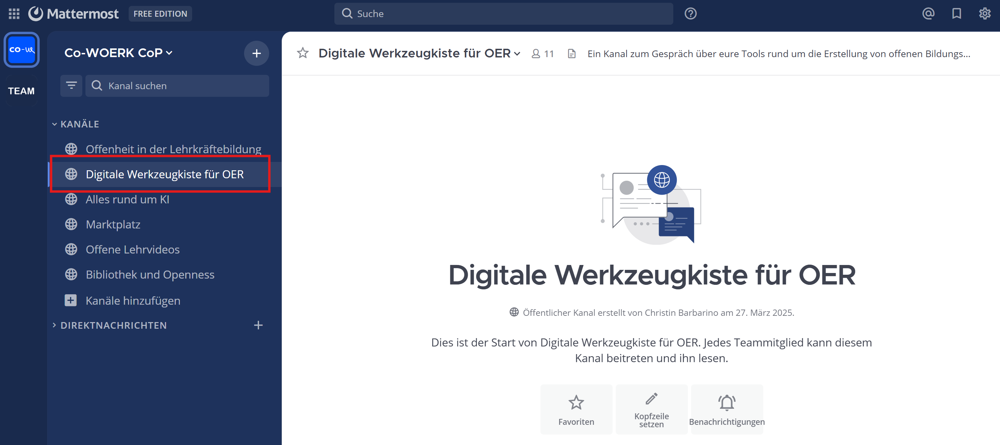 Mattermost FREE EDITION Suche
co-w
TEAM
Co-WOERK CoP
Kanal suchen
KANÄLE
Offenheit in der Lehrkräftebildung
Digitale Werkzeugkiste für OER
Alles rund um KI
Marktplatz
Offene Lehrvideos
Bibliothek und Openness
Kanäle hinzufügen
DIREKTNACHRICHTEN
Digitale Werkzeugkiste für OER 11 Ein Kanal zum Gespräch über eure Tools rund um die Erstellung von offenen Bildungs...
Digitale Werkzeugkiste für OER
Öffentlicher Kanal erstellt von Christin Barbarino am 27. März 2025.
Dies ist der Start von Digitale Werkzeugkiste für OER. Jedes Teammitglied kann diesem
Kanal beitreten und ihn lesen.
Favoriten
Kopfzeile
setzen
Benachrichtigungen